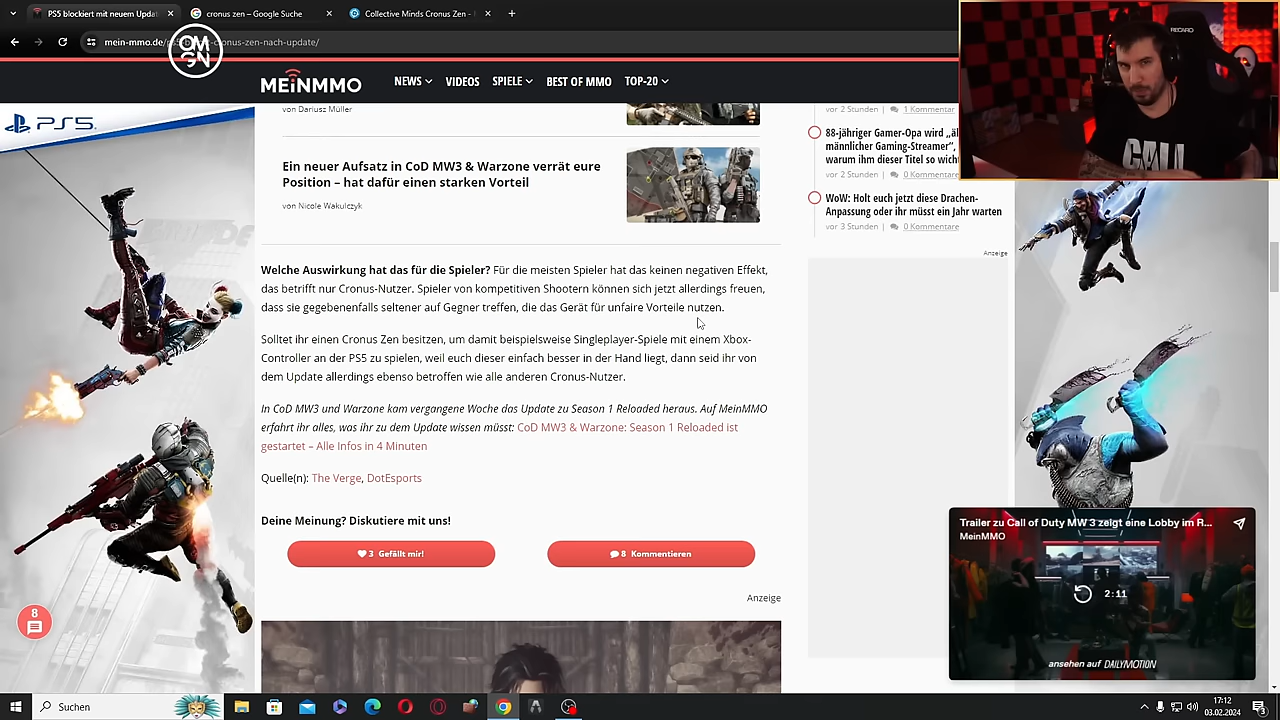 PS5 blockiert mit neuem Updat
cronus zen – Google Suche
Collective Minds Cronus Zen -
mein-mmo.de/ps5-blockt-cronus-zen-nach-update/
OMGN
MEINMMO
NEWS
VIDEOS
SPIELE
BEST OF MMO
TOP-20
RECARO
CALL
PS5
von Dariusz Müller
Ein neuer Aufsatz in CoD MW3 & Warzone verrät eure
Position – hat dafür einen starken Vorteil
von Nicole Wakulczyk
vor 2 Stunden | 1 Kommentar
88-jähriger Gamer-Opa wird „äl
männlicher Gaming-Streamer",
warum ihm dieser Titel so wich
vor 2 Stunden | 0 Kommentare
WoW: Holt euch jetzt diese Drachen-
Anpassung oder ihr müsst ein Jahr warten
vor 3 Stunden | 0 Kommentare
Anzeige
Welche Auswirkung hat das für die Spieler? Für die meisten Spieler hat das keinen negativen Effekt,
das betrifft nur Cronus-Nutzer. Spieler von kompetitiven Shootern können sich jetzt allerdings freuen,
dass sie gegebenenfalls seltener auf Gegner treffen, die das Gerät für unfaire Vorteile nutzen.
Solltet ihr einen Cronus Zen besitzen, um damit beispielsweise Singleplayer-Spiele mit einem Xbox-
Controller an der PS5 zu spielen, weil euch dieser einfach besser in der Hand liegt, dann seid ihr von
dem Update allerdings ebenso betroffen wie alle anderen Cronus-Nutzer.
In CoD MW3 und Warzone kam vergangene Woche das Update zu Season 1 Reloaded heraus. Auf MeinMMO
erfahrt ihr alles, was ihr zu dem Update wissen müsst: CoD MW3 & Warzone: Season 1 Reloaded ist
gestartet – Alle Infos in 4 Minuten
Quelle(n): The Verge, DotEsports
Deine Meinung? Diskutiere mit uns!
3 Gefällt mir!
8 Kommentieren
Anzeige
8
Trailer zu Call of Duty MW 3 zeigt eine Lobby im R...
MeinMMO
2:11
ansehen auf DAILYMOTION
Suchen
17:12
03.02.2024
3